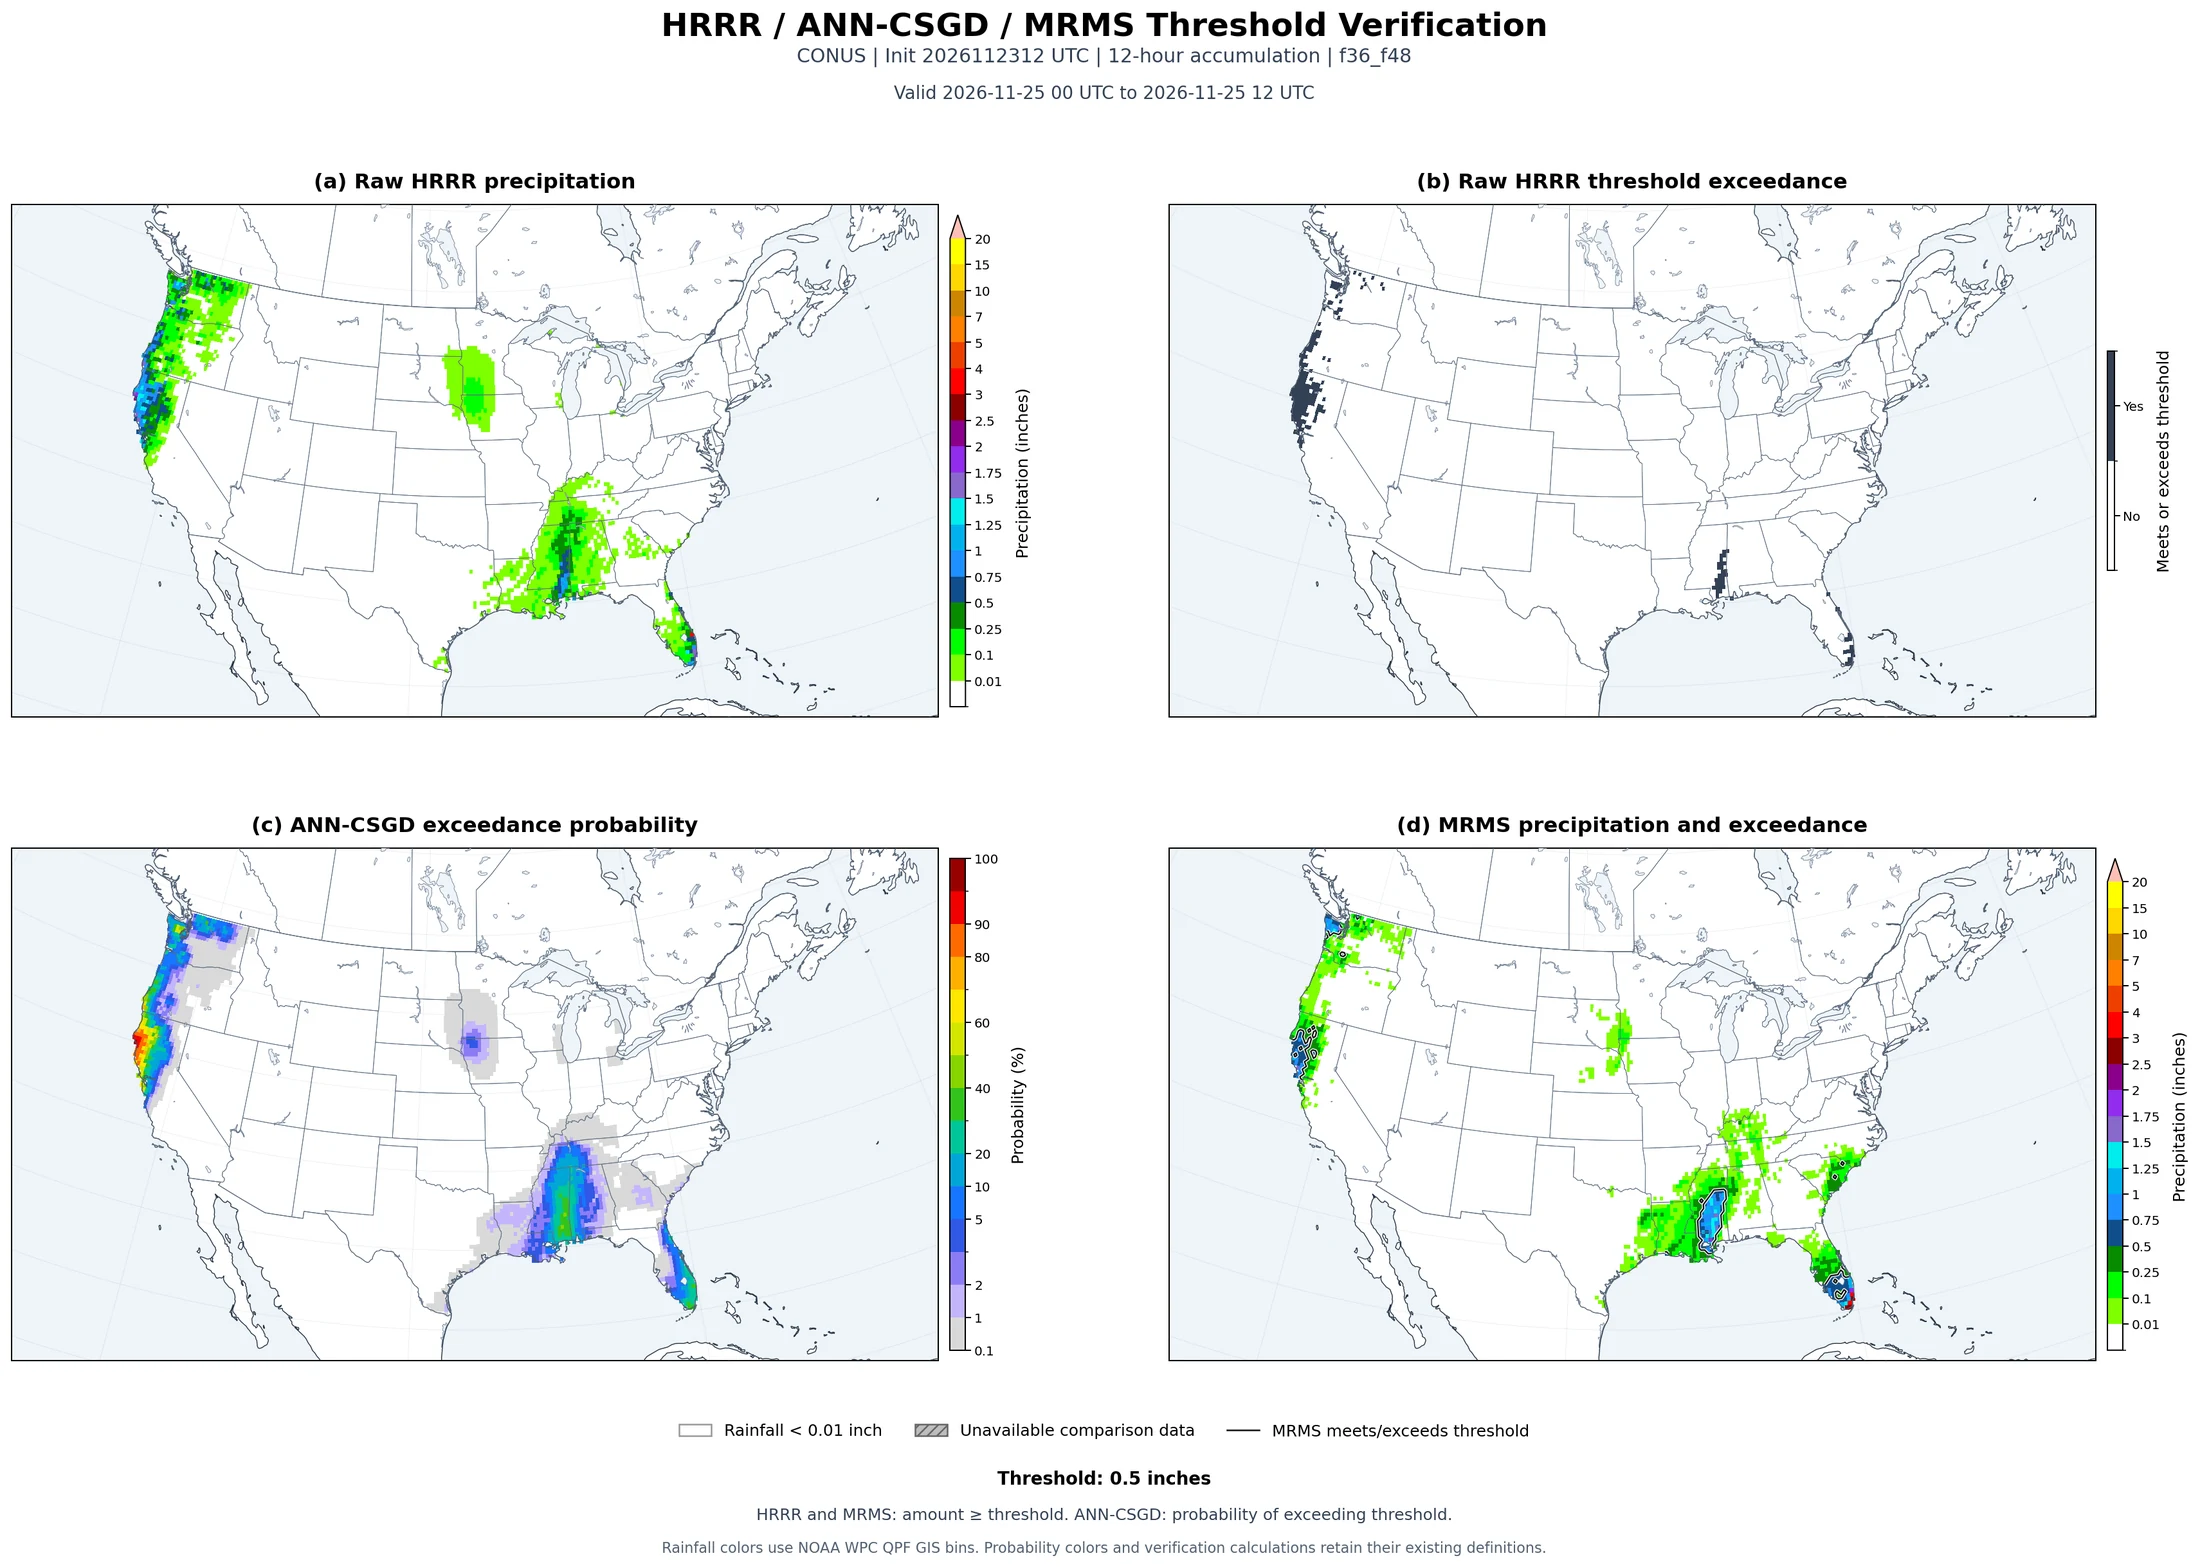 HRRR / ANN-CSGD / MRMS Threshold Verification
CONUS | Init 2026112312 UTC | 12-hour accumulation | f36_f48
Valid 2026-11-25 00 UTC to 2026-11-25 12 UTC
(a) Raw HRRR precipitation
20
15
10
7
5
4
3
2.5
2
1.75
1.5
1.25
1
0.75
0.5
0.25
0.1
0.01
Precipitation (inches)
(b) Raw HRRR threshold exceedance
Yes
No
Meets or exceeds threshold
(c) ANN-CSGD exceedance probability
100
90
80
60
40
20
10
5
2
1
0.1
Probability (%)
(d) MRMS precipitation and exceedance
20
15
10
7
5
4
3
2.5
2
1.75
1.5
1.25
1
0.75
0.5
0.25
0.1
0.01
Precipitation (inches)
Rainfall < 0.01 inch
Unavailable comparison data
MRMS meets/exceeds threshold
Threshold: 0.5 inches
HRRR and MRMS: amount ≥ threshold. ANN-CSGD: probability of exceeding threshold.
Rainfall colors use NOAA WPC QPF GIS bins. Probability colors and verification calculations retain their existing definitions.